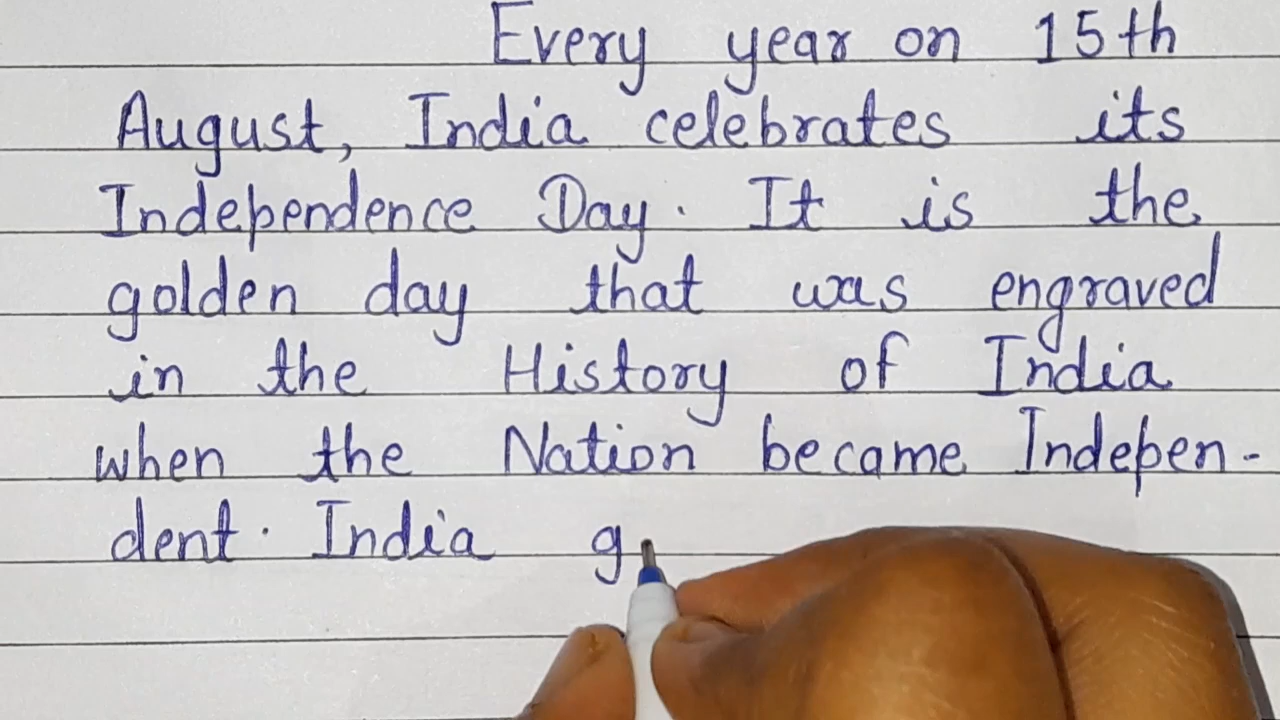 Every year on 15th
August, India celebrates its
Independence Day. It is the
golden day that was engraved
in the History of India
when the Nation became Indepen-
dent. India g